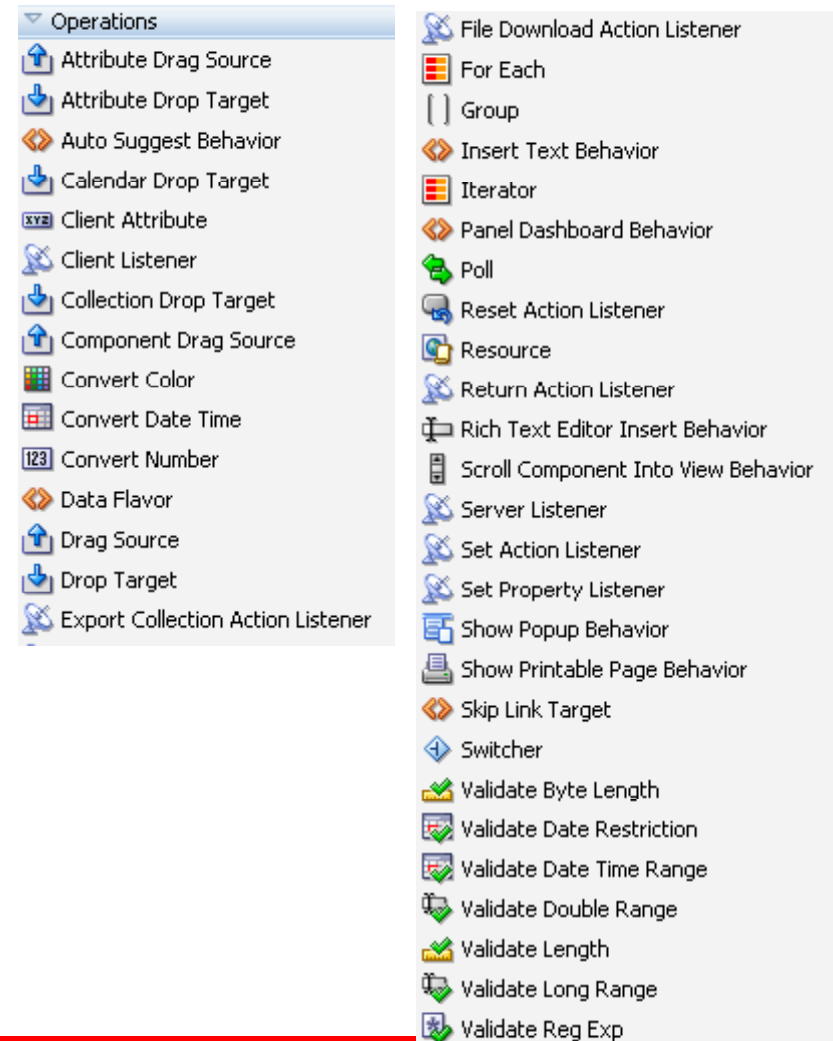 Operations
Attribute Drag Source
Attribute Drop Target
Auto Suggest Behavior
Calendar Drop Target
XYZ Client Attribute
Client Listener
Collection Drop Target
Component Drag Source
Convert Color
Convert Date Time
123 Convert Number
Data Flavor
Drag Source
Drop Target
Export Collection Action Listener
File Download Action Listener
For Each
Group
Insert Text Behavior
Iterator
Panel Dashboard Behavior
Poll
Reset Action Listener
Resource
Return Action Listener
Rich Text Editor Insert Behavior
Scroll Component Into View Behavior
Server Listener
Set Action Listener
Set Property Listener
Show Popup Behavior
Show Printable Page Behavior
Skip Link Target
Switcher
Validate Byte Length
Validate Date Restriction
Validate Date Time Range
Validate Double Range
Validate Length
Validate Long Range
Validate Reg Exp